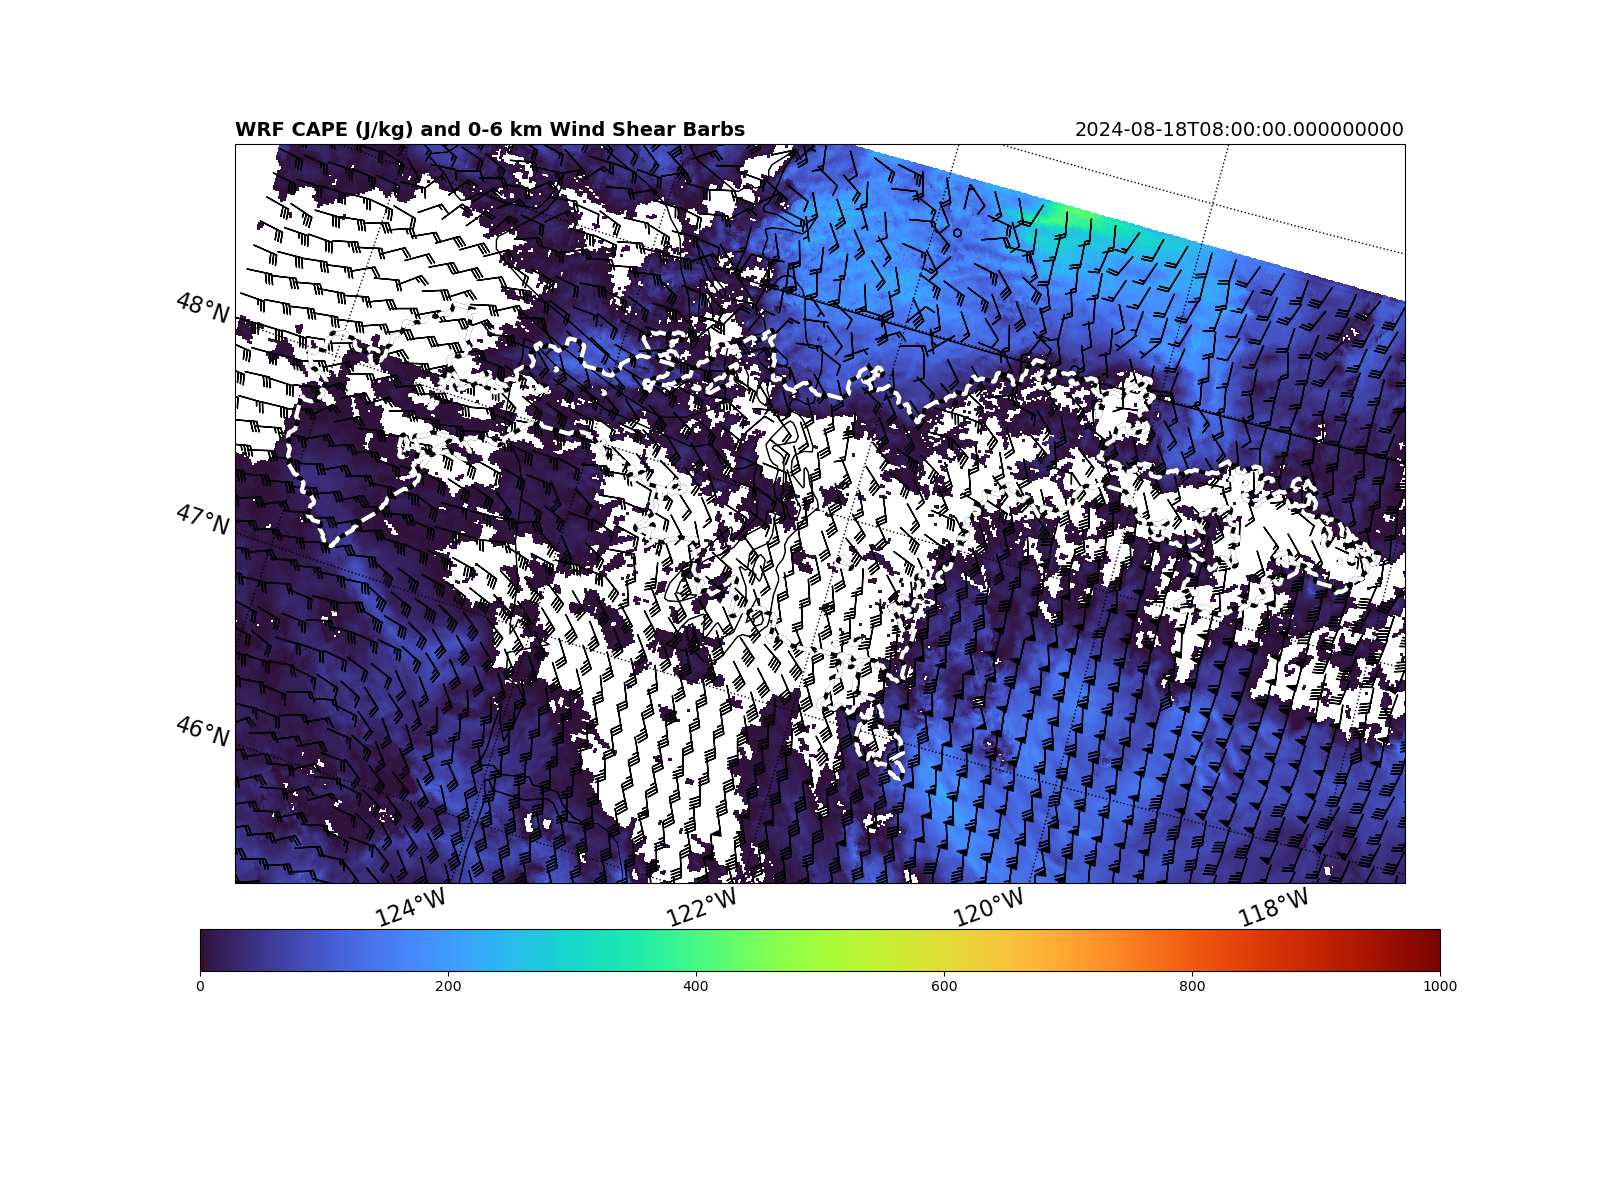 WRF CAPE (J/kg) and 0-6 km Wind Shear Barbs
2024-08-18T08:00:00.000000000
48°N
47°N
46°N
124°W
122°W
120°W
118°W
0
200
400
600
800
1000